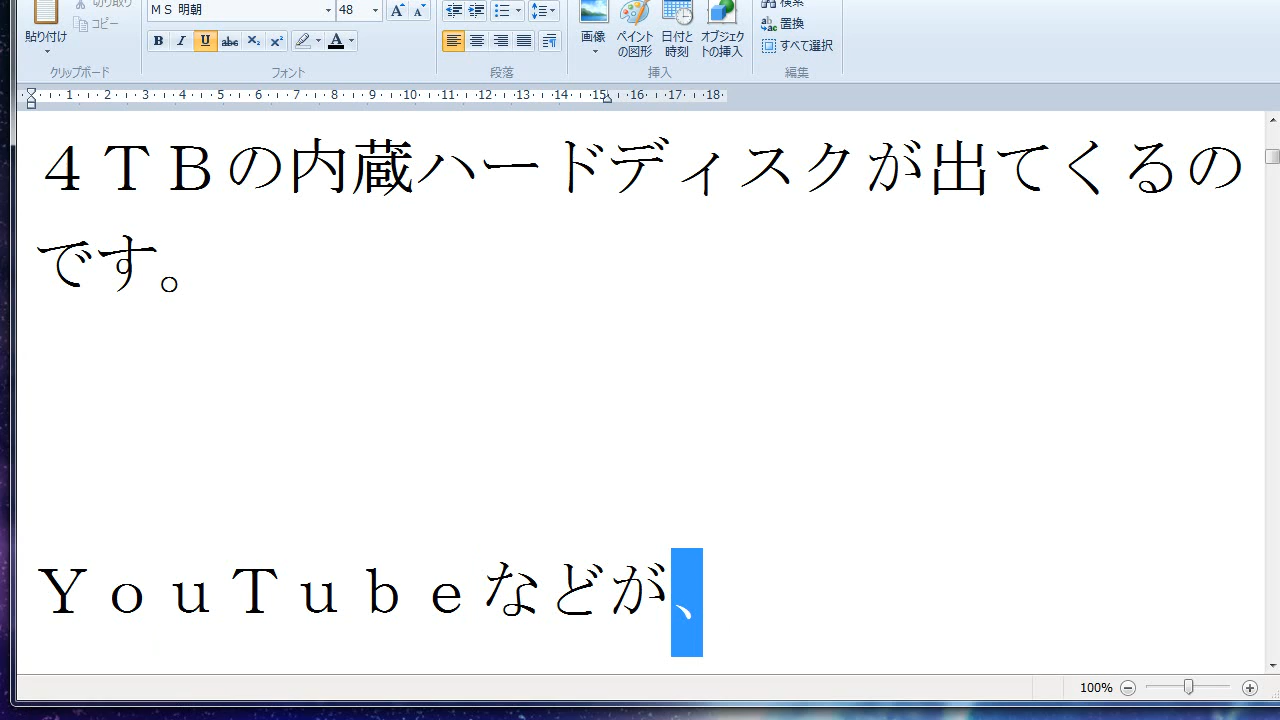 切り取り
ＭＳ 明朝 48 A A
検索
貼り付け コピー
画像 ペイントの図形 日付と時刻 オブジェクトの挿入
置換
B I U abc X₂ X² A
すべて選択
クリップボード フォント 段落 挿入 編集
1 2 3 4 5 6 7 8 9 10 11 12 13 14 15 16 17 18
４ＴＢの内蔵ハードディスクが出てくるの
です。
ＹｏｕＴｕｂｅなどが、
100%